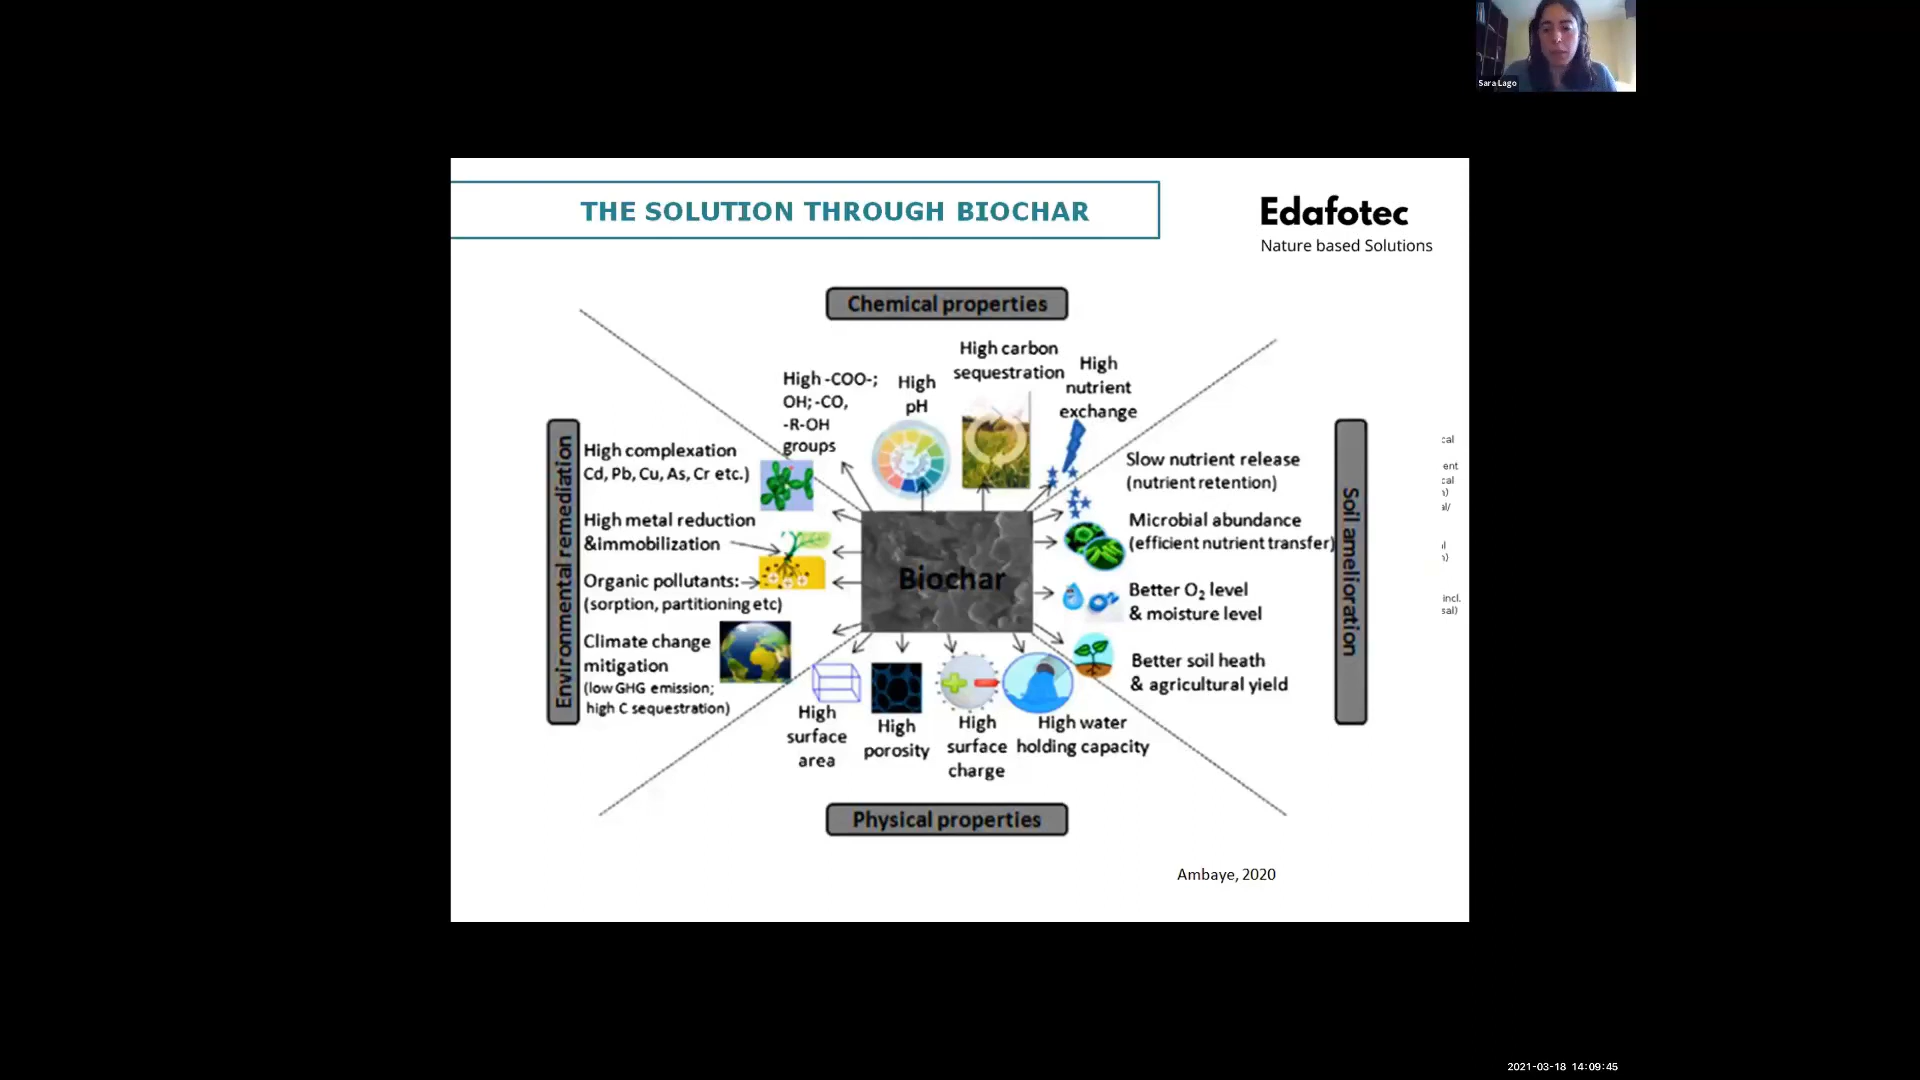 Sara Lago
THE SOLUTION THROUGH BIOCHAR
Edafotec
Nature based Solutions
Chemical properties
High -COO-;
OH; -CO,
-R-OH
groups
High
pH
High carbon
sequestration
High
nutrient
exchange
Environmental remediation
High complexation
Cd, Pb, Cu, As, Cr etc.)
High metal reduction
&immobilization
Organic pollutants:
(sorption, partitioning etc)
Climate change
mitigation
(low GHG emission;
high C sequestration)
Biochar
Slow nutrient release
(nutrient retention)
Microbial abundance
(efficient nutrient transfer)
Better O₂ level
& moisture level
Better soil heath
& agricultural yield
Soil amelioration
High
surface
area
High
porosity
High
surface
charge
High water
holding capacity
Physical properties
Ambaye, 2020
2021-03-18 14:09:45